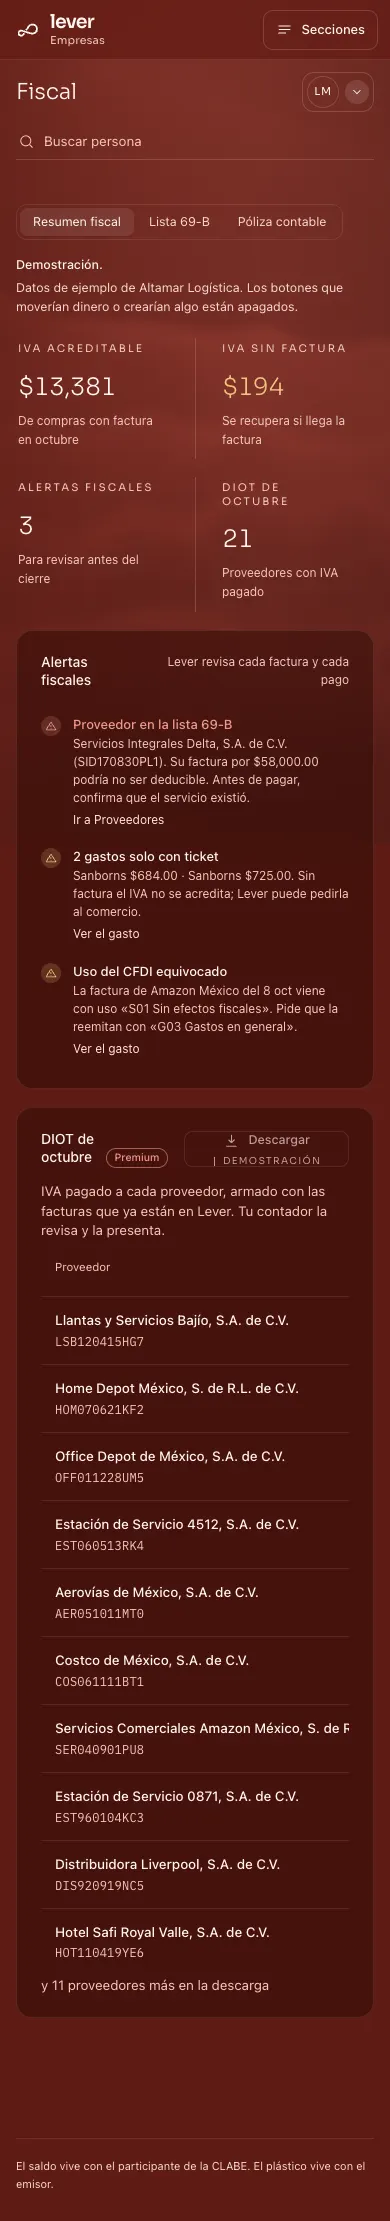 lever
Empresas
Secciones
Fiscal
LM
Buscar persona
Resumen fiscal
Lista 69-B
Póliza contable
Demostración.
Datos de ejemplo de Altamar Logística. Los botones que
moverían dinero o crearían algo están apagados.
IVA ACREDITABLE
$13,381
De compras con factura
en octubre
IVA SIN FACTURA
$194
Se recupera si llega la
factura
ALERTAS FISCALES
3
Para revisar antes del
cierre
DIOT DE
OCTUBRE
21
Proveedores con IVA
pagado
Alertas
fiscales
Lever revisa cada factura y cada
pago
Proveedor en la lista 69-B
Servicios Integrales Delta, S.A. de C.V.
(SID170830PL1). Su factura por $58,000.00
podría no ser deducible. Antes de pagar,
confirma que el servicio existió.
Ir a Proveedores
2 gastos solo con ticket
Sanborns $684.00 · Sanborns $725.00. Sin
factura el IVA no se acredita; Lever puede pedirla
al comercio.
Ver el gasto
Uso del CFDI equivocado
La factura de Amazon México del 8 oct viene
con uso «S01 Sin efectos fiscales». Pide que la
reemitan con «G03 Gastos en general».
Ver el gasto
DIOT de
octubre
Premium
Descargar
| DEMOSTRACIÓN
IVA pagado a cada proveedor, armado con las
facturas que ya están en Lever. Tu contador la
revisa y la presenta.
Proveedor
Llantas y Servicios Bajío, S.A. de C.V.
LSB120415HG7
Home Depot México, S. de R.L. de C.V.
HOM070621KF2
Office Depot de México, S.A. de C.V.
OFF011228UM5
Estación de Servicio 4512, S.A. de C.V.
EST060513RK4
Aerovías de México, S.A. de C.V.
AER051011MT0
Costco de México, S.A. de C.V.
COS061111BT1
Servicios Comerciales Amazon México, S. de R
SER040901PU8
Estación de Servicio 0871, S.A. de C.V.
EST960104KC3
Distribuidora Liverpool, S.A. de C.V.
DIS920919NC5
Hotel Safi Royal Valle, S.A. de C.V.
HOT110419YE6
y 11 proveedores más en la descarga
El saldo vive con el participante de la CLABE. El plástico vive con el
emisor.